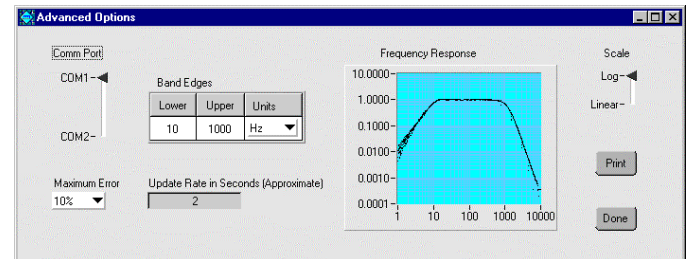 Advanced Options
Comm Port
COM1
COM2
Band Edges
Lower Upper Units
10 1000 Hz
Maximum Error
10%
Update Rate in Seconds (Approximate)
2
Frequency Response
10.0000
1.0000
0.1000
0.0100
0.0010
0.0001
1 10 100 1000 10000
Scale
Log
Linear
Print
Done